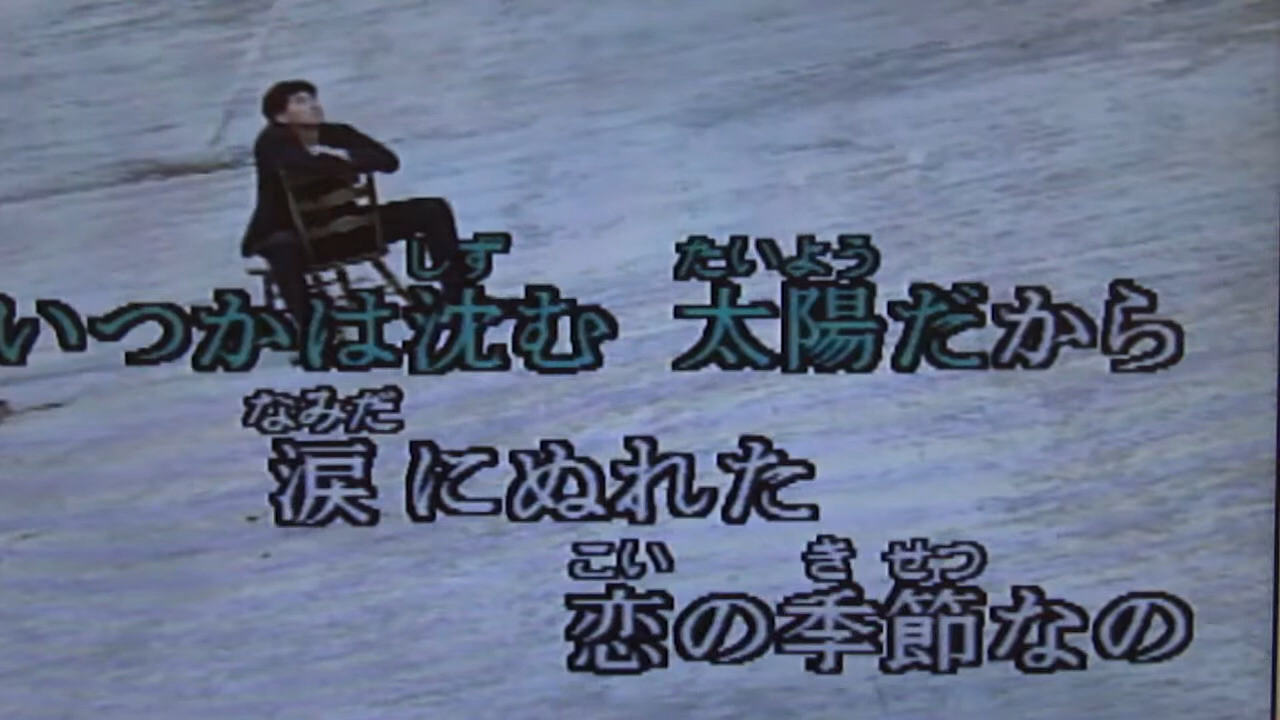 しず たいよう
いつかは沈む 太陽だから
なみだ
涙にぬれた
こい き せつ
恋の季節なの